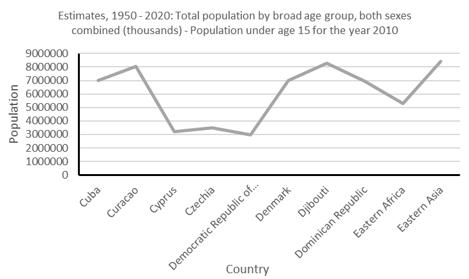 Estimates, 1950 - 2020: Total population by broad age group, both sexes
combined (thousands) - Population under age 15 for the year 2010
9000000
8000000
7000000
6000000
5000000
4000000
3000000
2000000
1000000
0
Population
Cuba
Curacao
Cyprus
Czechia
Democratic Republic of...
Denmark
Djibouti
Dominican Republic
Eastern Africa
Eastern Asia
Country